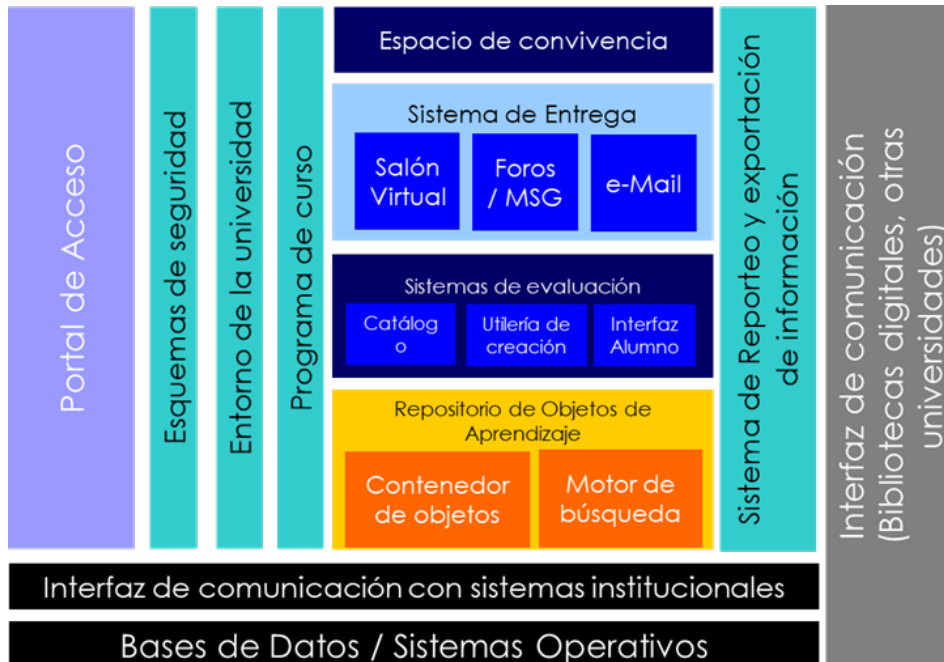 Portal de Acceso
Esquemas de seguridad
Entorno de la universidad
Programa de curso
Espacio de convivencia
Sistema de Entrega
Salón
Virtual
Foros
/ MSG
e-Mail
Sistemas de evaluación
Catálog
o
Utilería de
creación
Interfaz
Alumno
Repositorio de Objetos de
Aprendizaje
Contenedor
de objetos
Motor de
búsqueda
Sistema de Reporteo y exportación
de información
Interfaz de comunicación
(Bibliotecas digitales, otras
universidades)
Interfaz de comunicación con sistemas institucionales
Bases de Datos / Sistemas Operativos